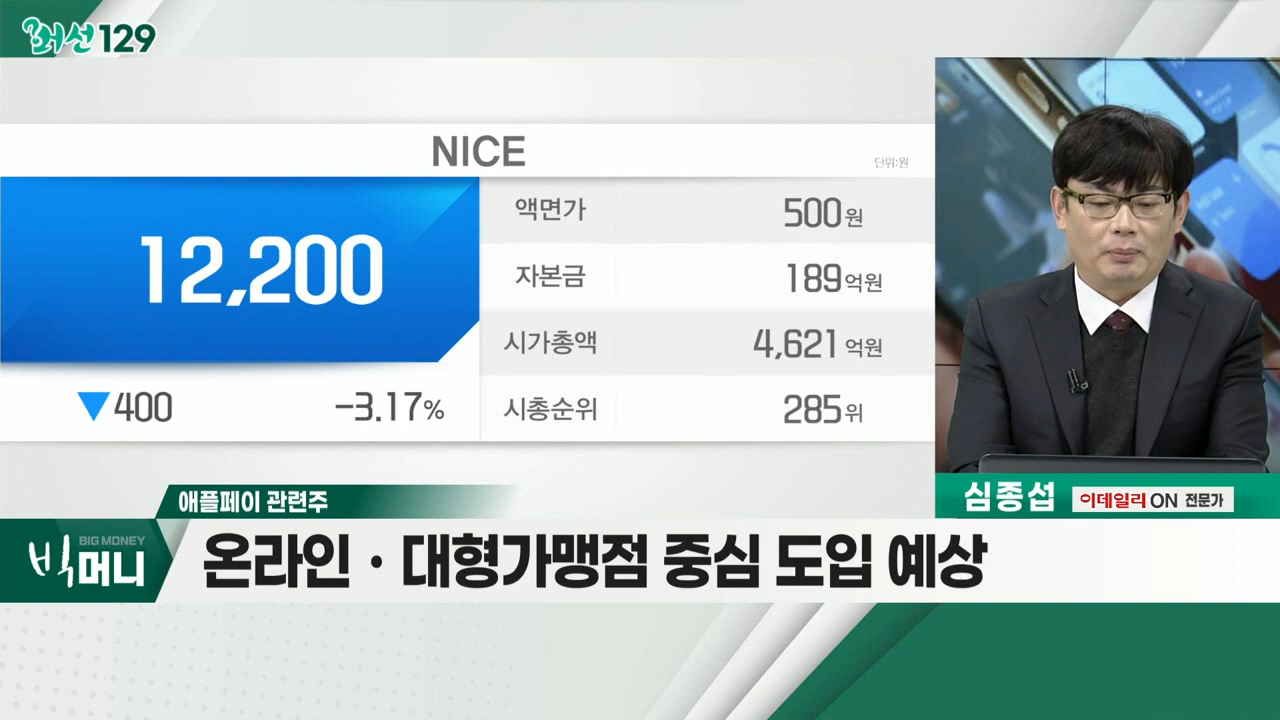 머선129
NICE
단위:원
12,200
▼400 -3.17%
액면가 500원
자본금 189억원
시가총액 4,621억원
시총순위 285위
심종섭 이데일리ON 전문가
애플페이 관련주
BIG MONEY
빅머니
온라인·대형가맹점 중심 도입 예상